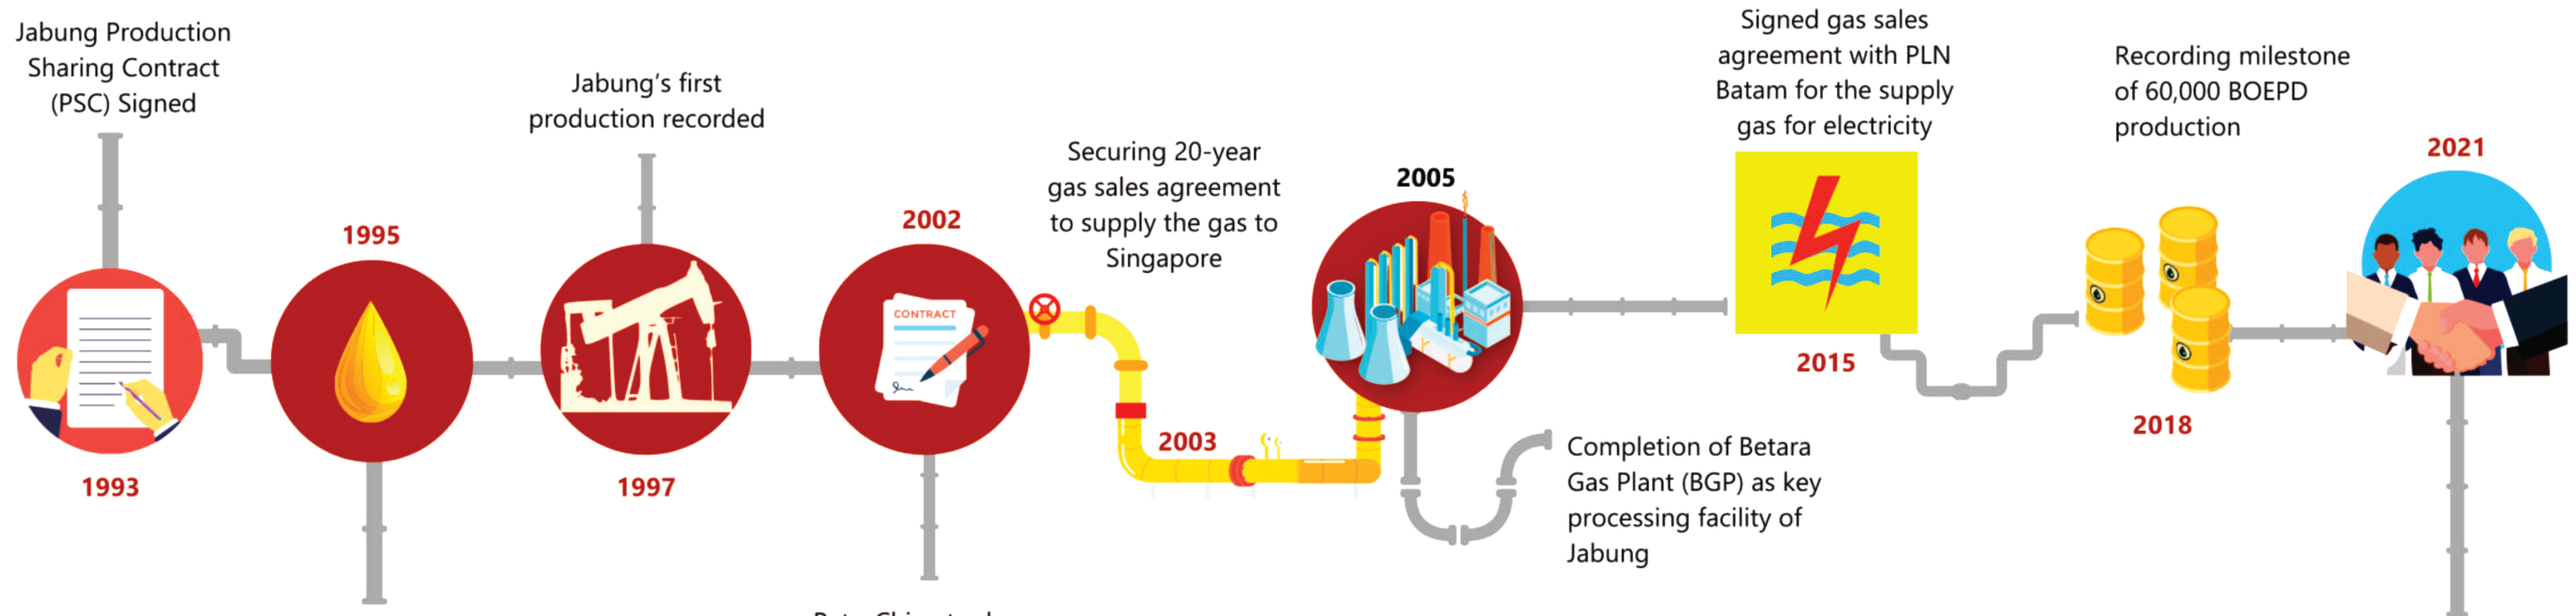 Jabung Production
Sharing Contract
(PSC) Signed
1993
1995
Jabung's first
production recorded
1997
2002
CONTRACT
Securing 20-year
gas sales agreement
to supply the gas to
Singapore
2003
2005
Completion of Betara
Gas Plant (BGP) as key
processing facility of
Jabung
Signed gas sales
agreement with PLN
Batam for the supply
gas for electricity
2015
Recording milestone
of 60,000 BOEPD
production
2018
2021